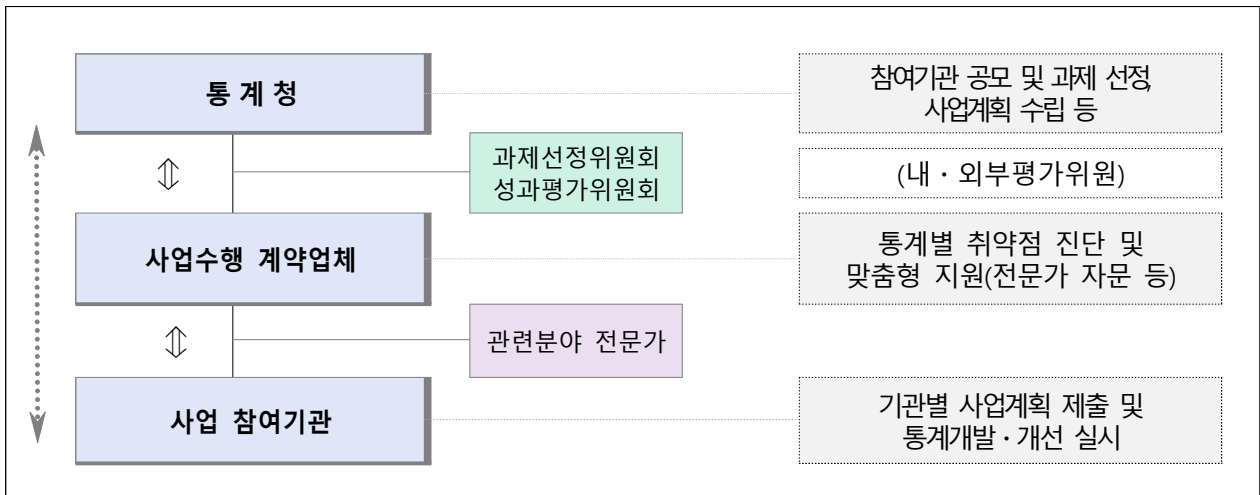 통계청
참여기관 공모 및 과제 선정,
사업계획 수립 등
과제선정위원회
성과평가위원회
(내・외부평가위원)
사업수행 계약업체
통계별 취약점 진단 및
맞춤형 지원(전문가 자문 등)
관련분야 전문가
사업 참여기관
기관별 사업계획 제출 및
통계개발・개선 실시